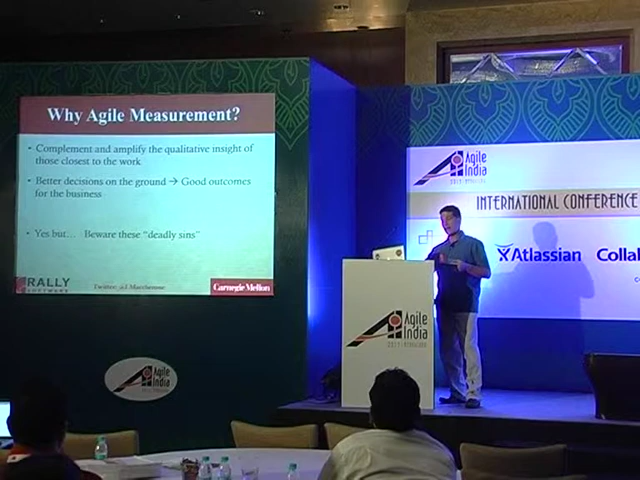 Why Agile Measurement?
• Complement and amplify the qualitative insight of
those closest to the work
• Better decisions on the ground → Good outcomes
for the business
• Yes but… Beware these “deadly sins”
RALLY
SOFTWARE
Carnegie Mellon
Agile
India
INTERNATIONAL CONFERENCE
Atlassian
Collab
Agile
India
Agile
India